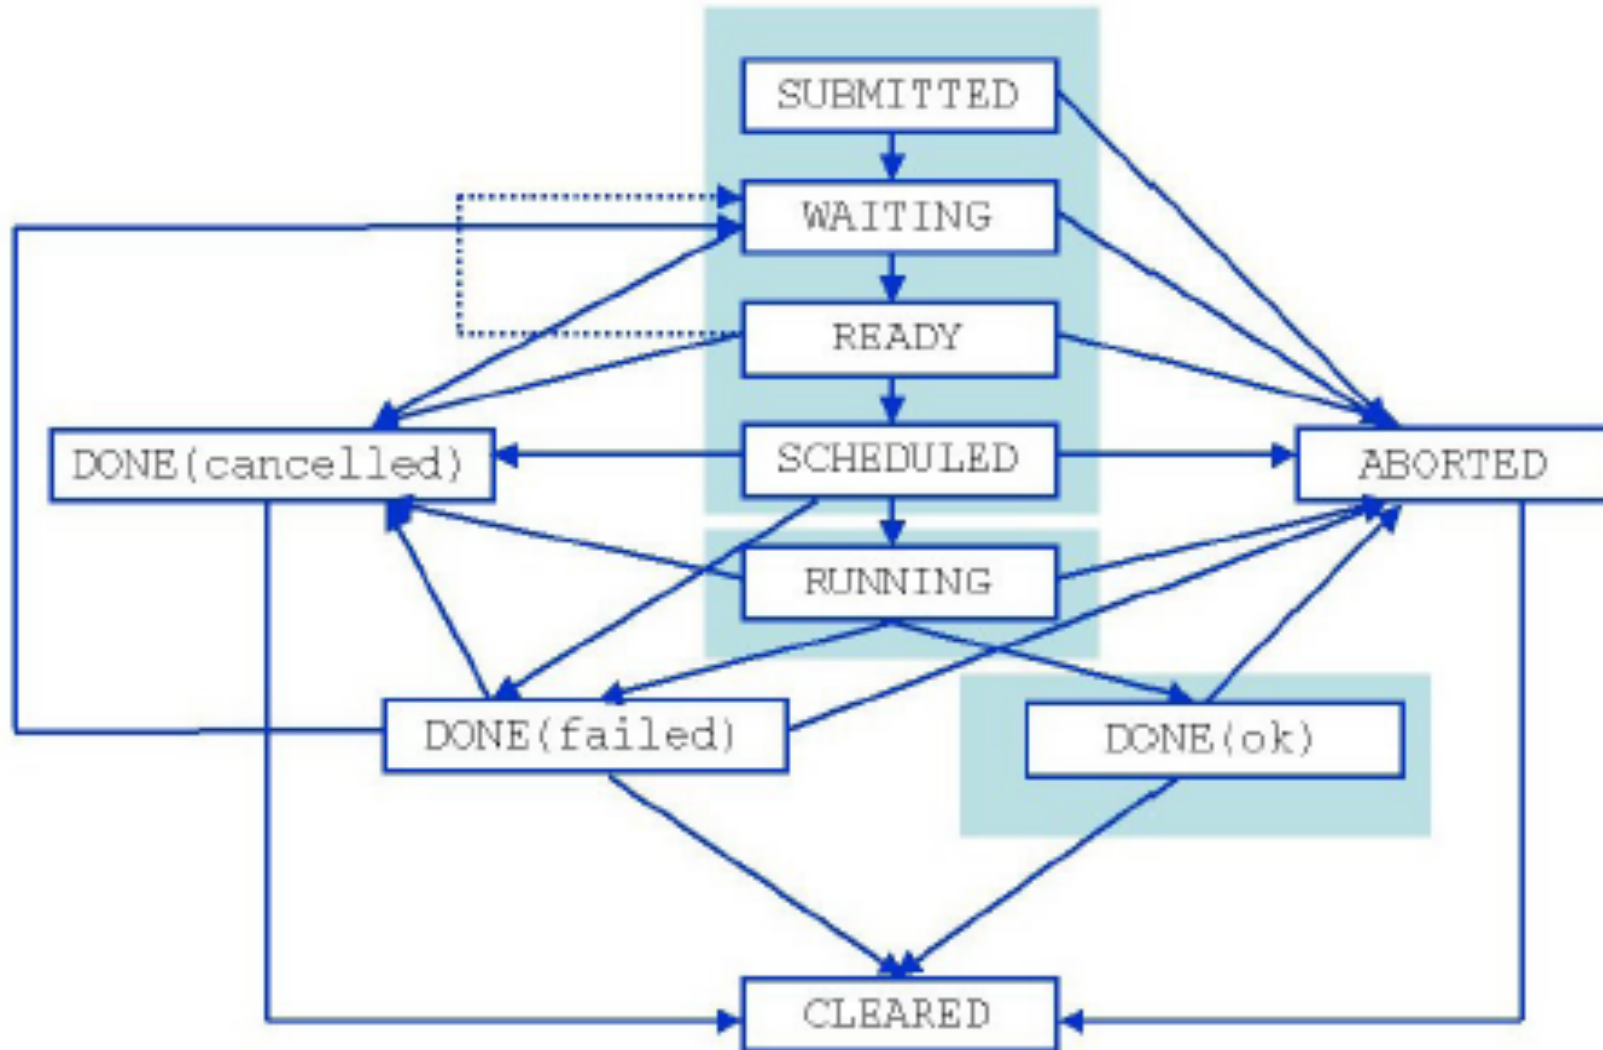 SUBMITTED
WAITING
READY
SCHEDULED
DONE(cancelled)
ABORTED
RUNNING
DONE(failed)
DONE(ok)
CLEARED